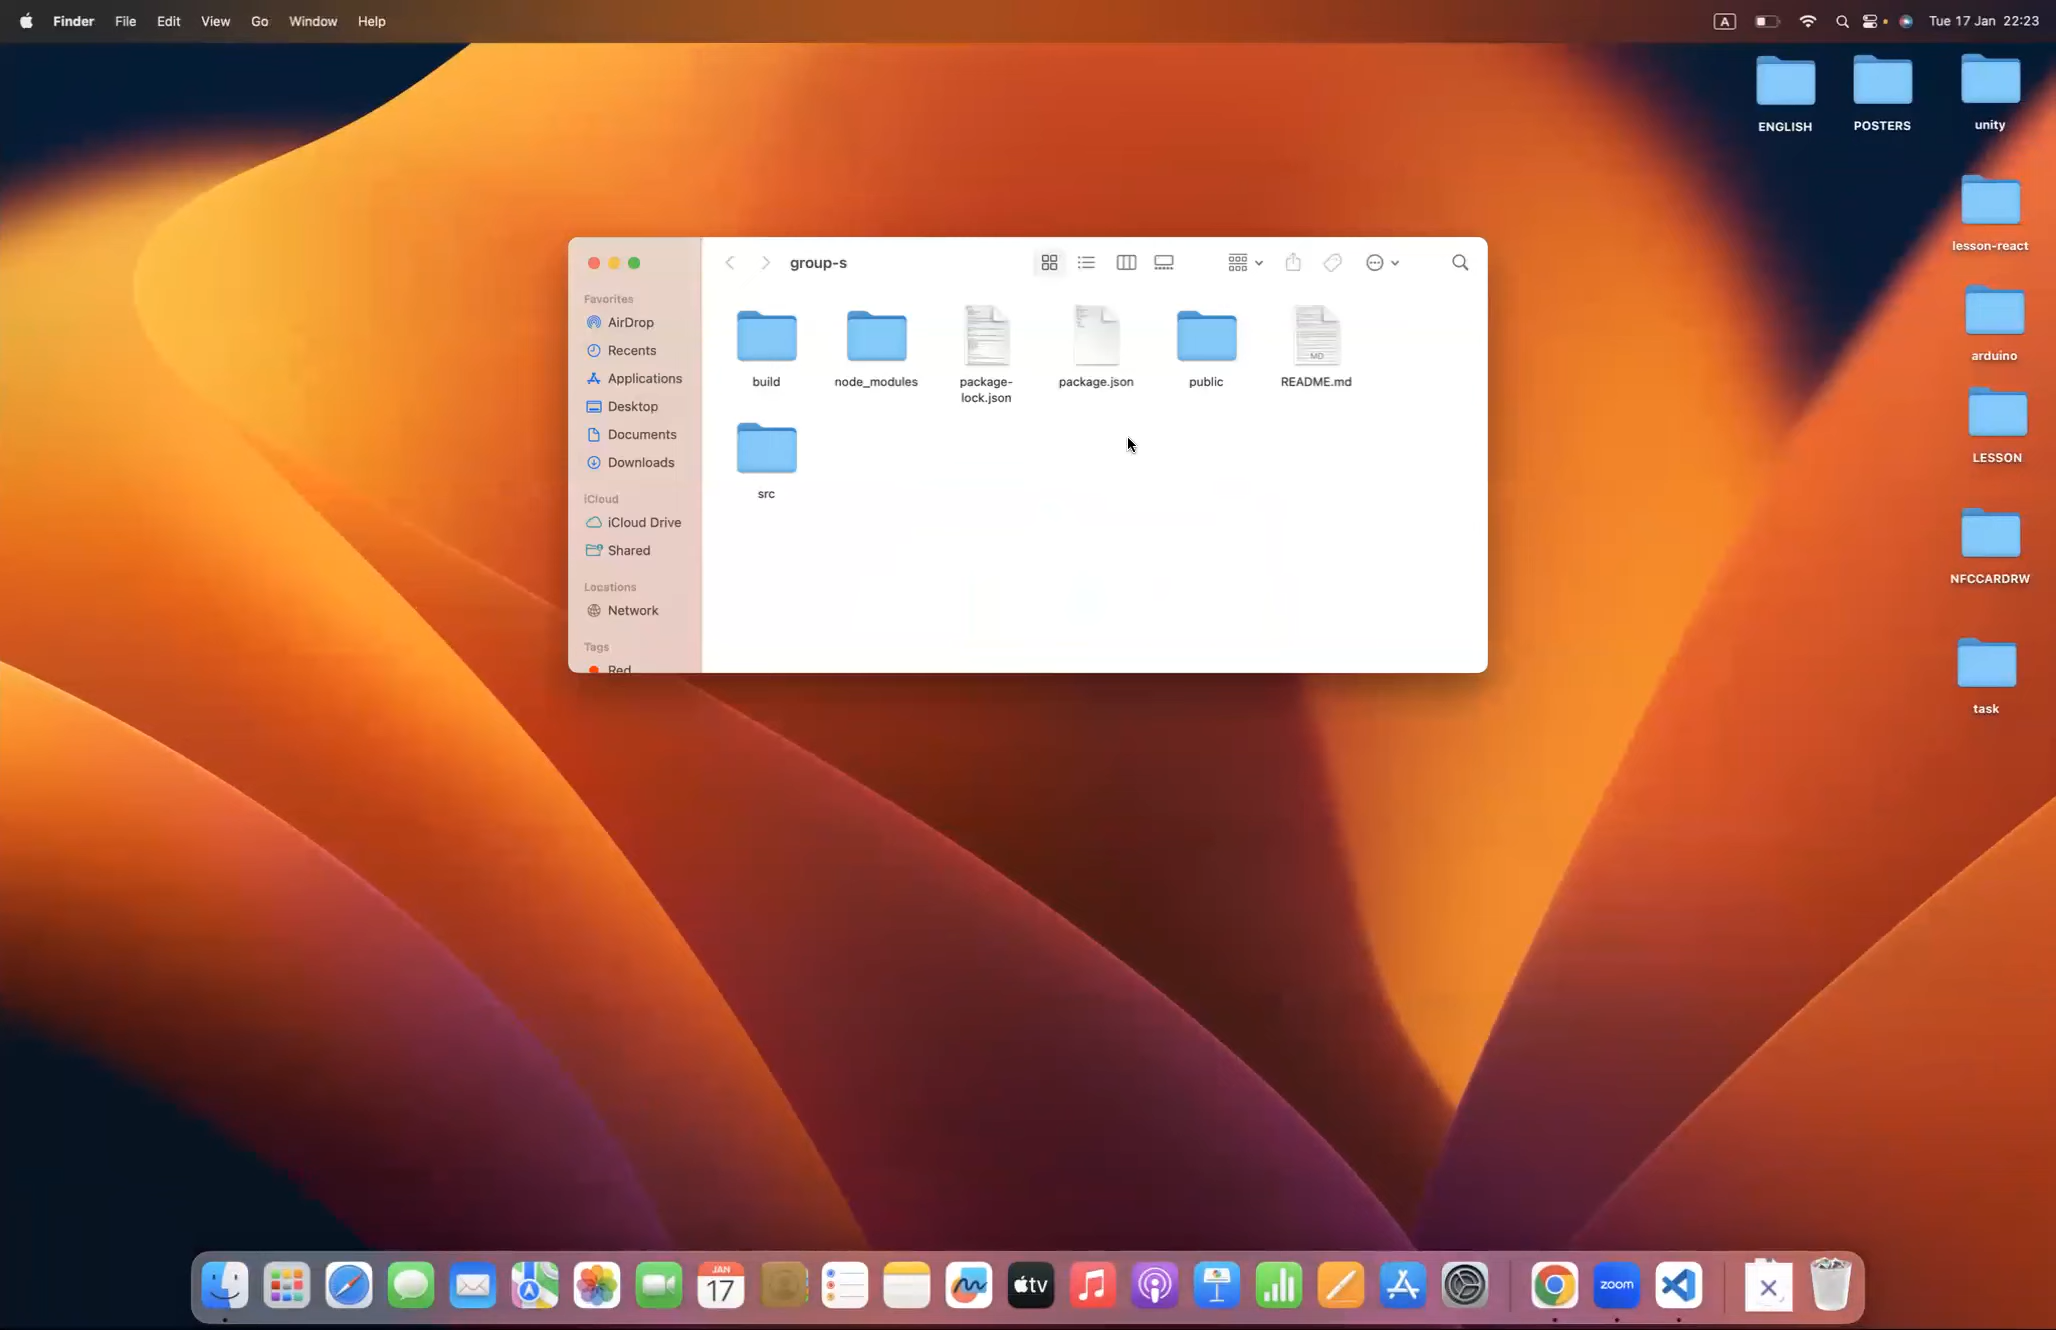 Finder File Edit View Go Window Help
A Tue 17 Jan 22:23
ENGLISH POSTERS unity
lesson-react
arduino
LESSON
NFCCARDRW
task
group-s
Favorites
AirDrop
Recents
Applications
Desktop
Documents
Downloads
iCloud
iCloud Drive
Shared
Locations
Network
Tags
Red
build node_modules package-lock.json package.json public MD README.md
src
JAN
17
tv
zoom